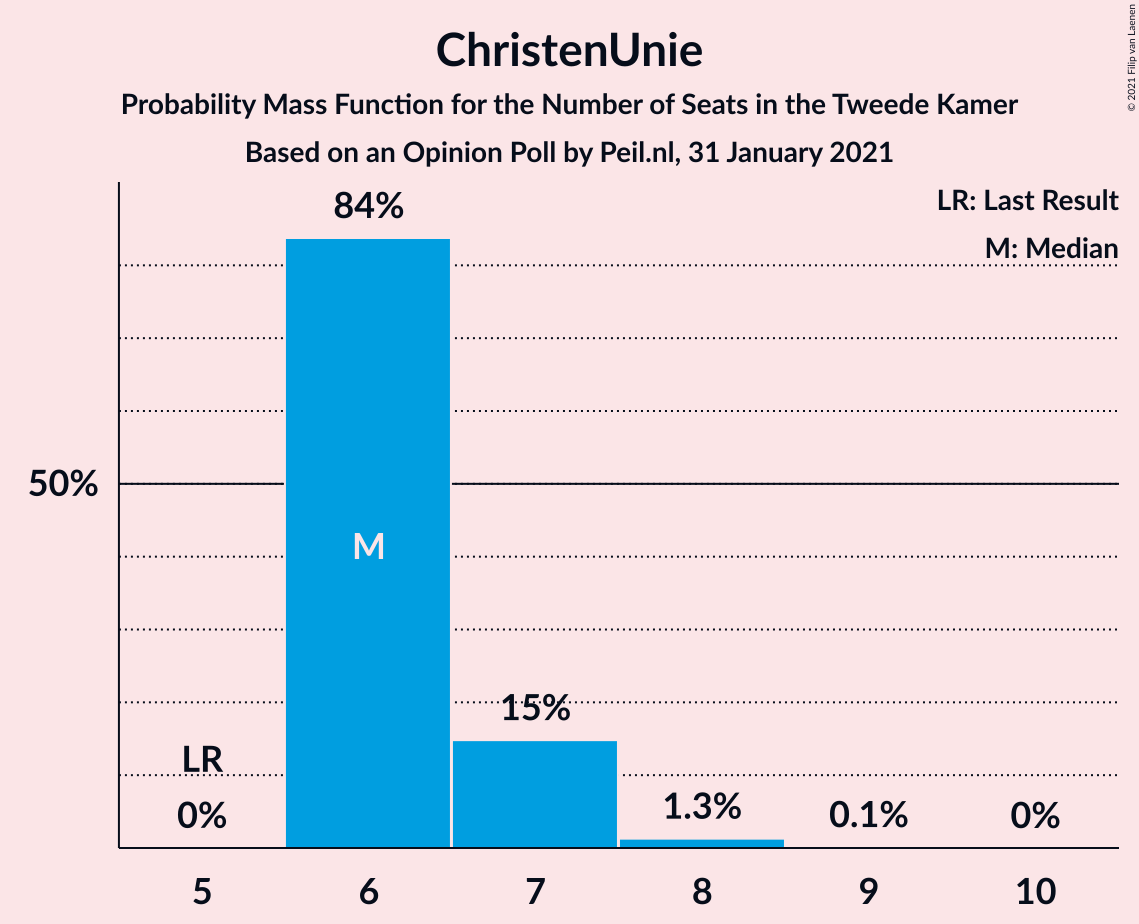 ChristenUnie
Probability Mass Function for the Number of Seats in the Tweede Kamer
Based on an Opinion Poll by Peil.nl, 31 January 2021
© 2021 Filip van Laenen
LR: Last Result
M: Median
84%
50%
M
15%
LR
0%
1.3%
0.1%
0%
5 6 7 8 9 10